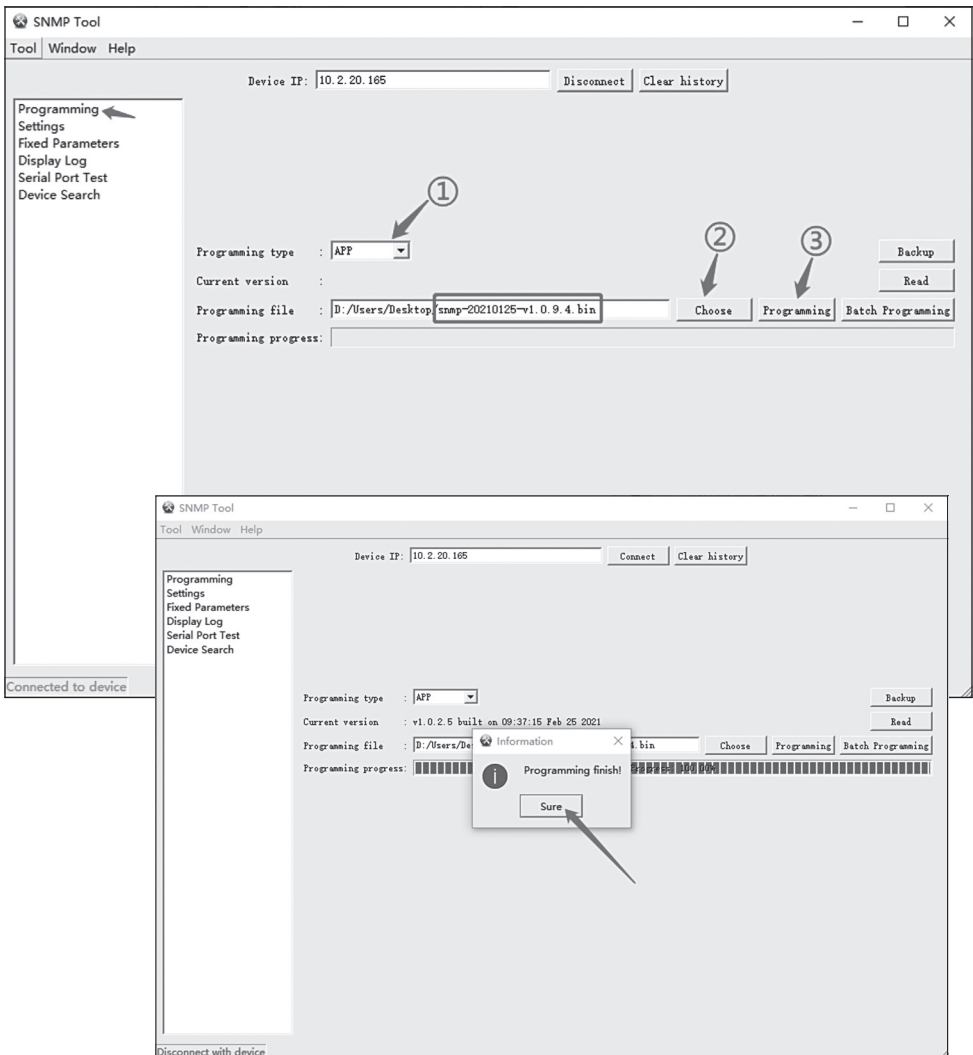 SNMP Tool
Tool Window Help
Device IP: 10.2.20.165 Disconnect Clear history
Programming
Settings
Fixed Parameters
Display Log
Serial Port Test
Device Search
①
②
③
Programming type : APP Backup
Current version : Read
Programming file : D:/Users/Desktop/snmp-20210125-v1.0.9.4.bin Choose Programming Batch Programming
Programming progress:
Connected to device
SNMP Tool
Tool Window Help
Device IP: 10.2.20.165 Connect Clear history
Programming
Settings
Fixed Parameters
Display Log
Serial Port Test
Device Search
Programming type : APP Backup
Current version : v1.0.2.5 built on 09:37:15 Feb 25 2021 Read
Programming file : D:/Users/De 4.bin Choose Programming Batch Programming
Programming progress: 100.00%
Information
Programming finish!
Sure
Disconnect with device